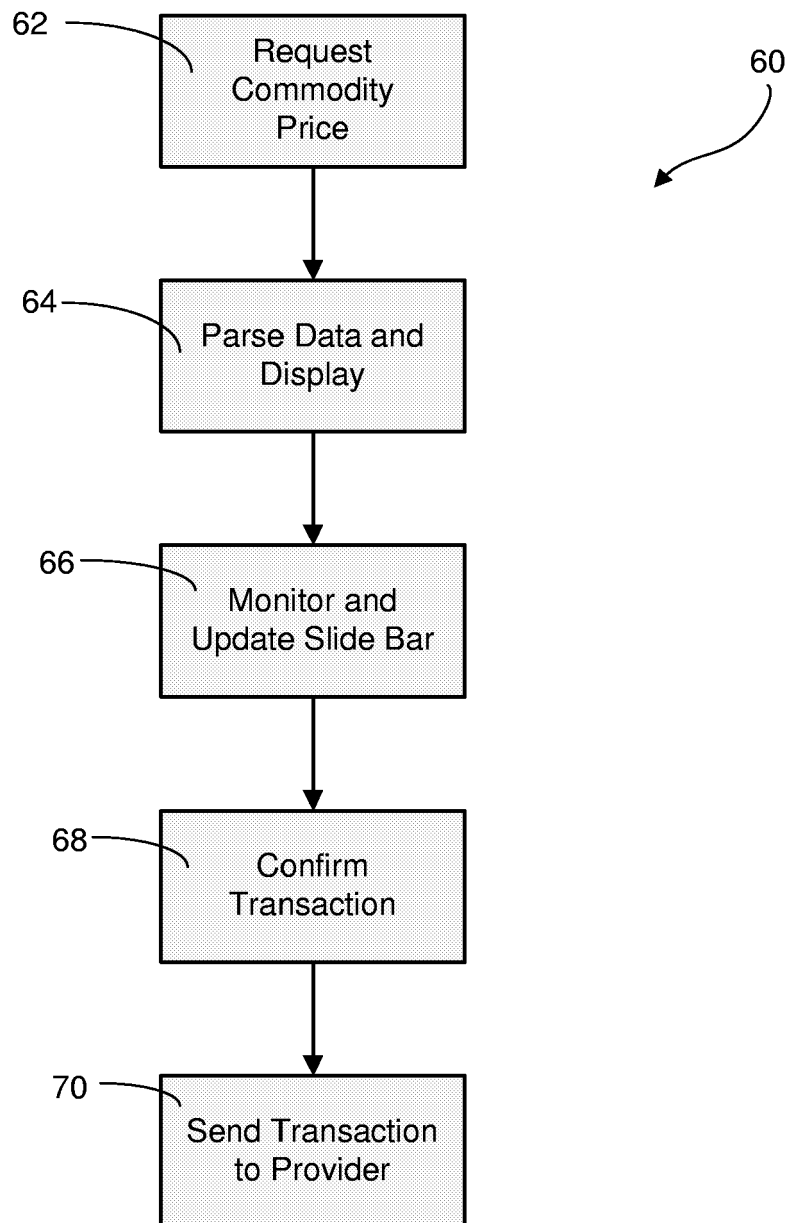 62
Request
Commodity
Price
60
64
Parse Data and
Display
66
Monitor and
Update Slide Bar
68
Confirm
Transaction
70
Send Transaction
to Provider